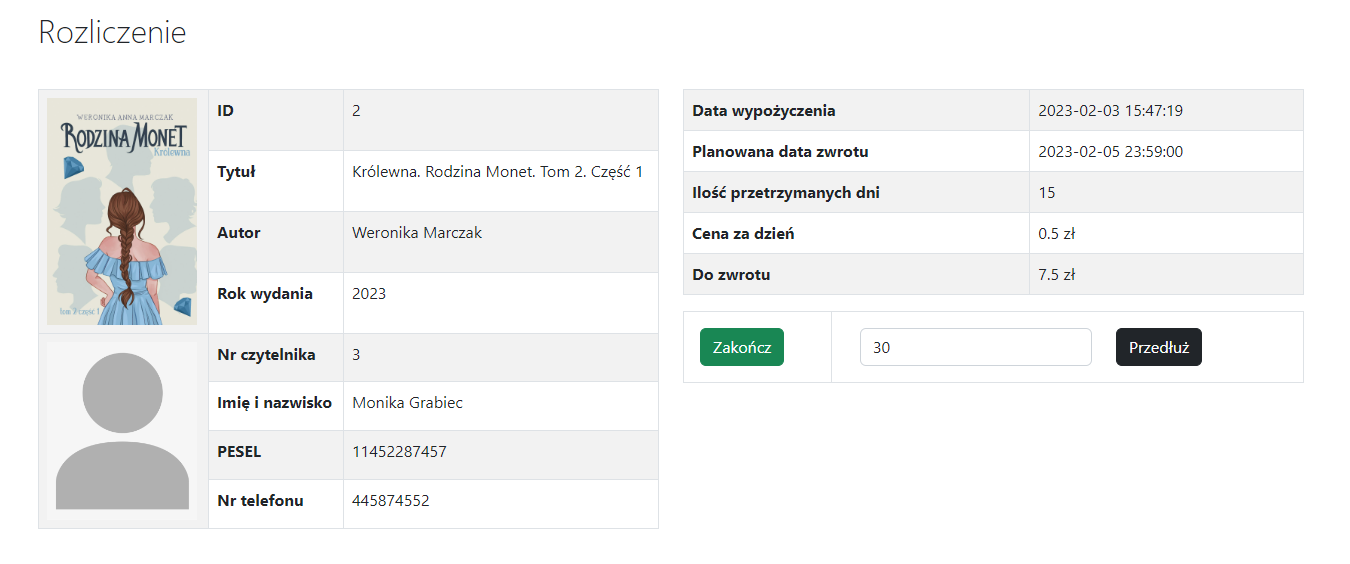 Rozliczenie
WERONIKA ANNA MARCZAK
RODZINA MONET
Królewna
Tom 2 część 1
ID 2
Tytuł Królewna. Rodzina Monet. Tom 2. Część 1
Autor Weronika Marczak
Rok wydania 2023
Nr czytelnika 3
Imię i nazwisko Monika Grabiec
PESEL 11452287457
Nr telefonu 445874552
Data wypożyczenia 2023-02-03 15:47:19
Planowana data zwrotu 2023-02-05 23:59:00
Ilość przetrzymanych dni 15
Cena za dzień 0.5 zł
Do zwrotu 7.5 zł
Zakończ 30 Przedłuż